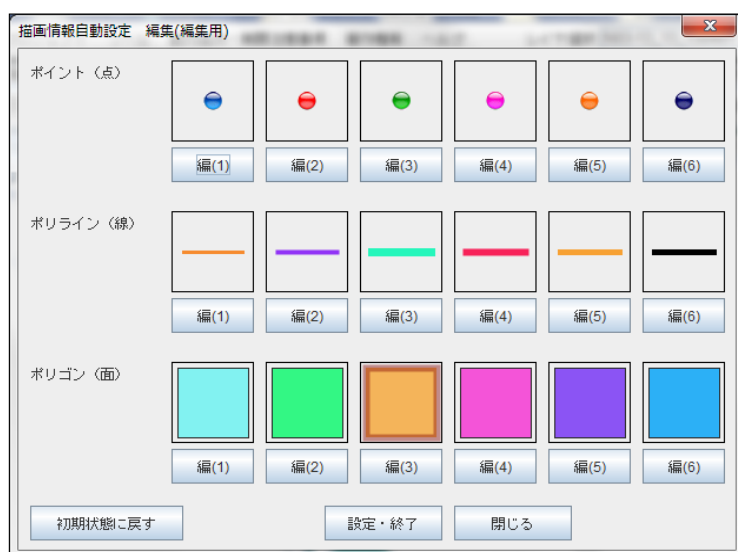 描画情報自動設定 編集(編集用)
ポイント（点）
編(1) 編(2) 編(3) 編(4) 編(5) 編(6)
ポリライン（線）
編(1) 編(2) 編(3) 編(4) 編(5) 編(6)
ポリゴン（面）
編(1) 編(2) 編(3) 編(4) 編(5) 編(6)
初期状態に戻す 設定・終了 閉じる